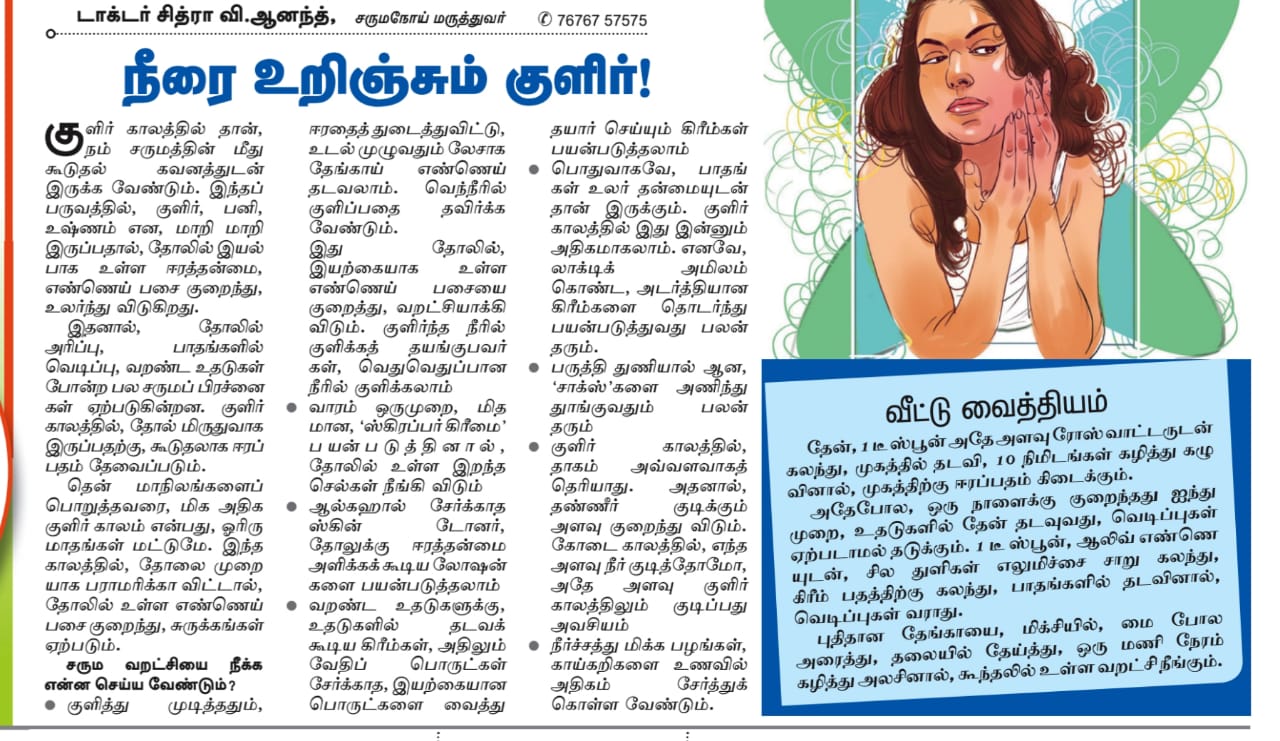 டாக்டர் சித்ரா வி.ஆனந்த், சருமநோய் மருத்துவர் ✆ 76767 57575
நீரை உறிஞ்சும் குளிர்!
குளிர் காலத்தில் தான்,
நம் சருமத்தின் மீது
கூடுதல் கவனத்துடன்
இருக்க வேண்டும். இந்தப்
பருவத்தில், குளிர், பனி,
உஷ்ணம் என, மாறி மாறி
இருப்பதால், தோலில் இயல்
பாக உள்ள ஈரத்தன்மை,
எண்ணெய் பசை குறைந்து,
உலர்ந்து விடுகிறது.
இதனால், தோலில்
அரிப்பு, பாதங்களில்
வெடிப்பு, வறண்ட உதடுகள்
போன்ற பல சருமப் பிரச்னை
கள் ஏற்படுகின்றன. குளிர்
காலத்தில், தோல் மிருதுவாக
இருப்பதற்கு, கூடுதலாக ஈரப்
பதம் தேவைப்படும்.
தென் மாநிலங்களைப்
பொறுத்தவரை, மிக அதிக
குளிர் காலம் என்பது, ஓரிரு
மாதங்கள் மட்டுமே. இந்த
காலத்தில், தோலை முறை
யாக பராமரிக்கா விட்டால்,
தோலில் உள்ள எண்ணெய்
பசை குறைந்து, சுருக்கங்கள்
ஏற்படும்.
சரும வறட்சியை நீக்க
என்ன செய்ய வேண்டும்?
● குளித்து முடித்ததும்,
ஈரதைத் துடைத்துவிட்டு,
உடல் முழுவதும் லேசாக
தேங்காய் எண்ணெய்
தடவலாம். வெந்நீரில்
குளிப்பதை தவிர்க்க
வேண்டும்.
இது தோலில்,
இயற்கையாக உள்ள
எண்ணெய் பசையை
குறைத்து, வறட்சியாக்கி
விடும். குளிர்ந்த நீரில்
குளிக்கத் தயங்குபவர்
கள், வெதுவெதுப்பான
நீரில் குளிக்கலாம்
● வாரம் ஒருமுறை, மித
மான, ‘ஸ்கிரப்பர் கிரீமை’
பயன்படுத்தினால்,
தோலில் உள்ள இறந்த
செல்கள் நீங்கி விடும்
● ஆல்கஹால் சேர்க்காத
ஸ்கின் டோனர்,
தோலுக்கு ஈரத்தன்மை
அளிக்கக்கூடிய லோஷன்
களை பயன்படுத்தலாம்
● வறண்ட உதடுகளுக்கு,
உதடுகளில் தடவக்
கூடிய கிரீம்கள், அதிலும்
வேதிப் பொருட்கள்
சேர்க்காத, இயற்கையான
பொருட்களை வைத்து
தயார் செய்யும் கிரீம்கள்
பயன்படுத்தலாம்
● பொதுவாகவே, பாதங்
கள் உலர் தன்மையுடன்
தான் இருக்கும். குளிர்
காலத்தில் இது இன்னும்
அதிகமாகலாம். எனவே,
லாக்டிக் அமிலம்
கொண்ட, அடர்த்தியான
கிரீம்களை தொடர்ந்து
பயன்படுத்துவது பலன்
தரும்.
● பருத்தி துணியால் ஆன,
‘சாக்ஸ்’களை அணிந்து
தூங்குவதும் பலன்
தரும்
● குளிர் காலத்தில்,
தாகம் அவ்வளவாகத்
தெரியாது. அதனால்,
தண்ணீர் குடிக்கும்
அளவு குறைந்து விடும்.
கோடை காலத்தில், எந்த
அளவு நீர் குடித்தோமோ,
அதே அளவு குளிர்
காலத்திலும் குடிப்பது
அவசியம்
● நீர்ச்சத்து மிக்க பழங்கள்,
காய்கறிகளை உணவில்
அதிகம் சேர்த்துக்
கொள்ள வேண்டும்.
வீட்டு வைத்தியம்
தேன், 1 டீ ஸ்பூன் அதே அளவு ரோஸ் வாட்டருடன்
கலந்து, முகத்தில் தடவி, 10 நிமிடங்கள் கழித்து கழு
வினால், முகத்திற்கு ஈரப்பதம் கிடைக்கும்.
அதேபோல, ஒரு நாளைக்கு குறைந்தது ஐந்து
முறை, உதடுகளில் தேன் தடவுவது, வெடிப்புகள்
ஏற்படாமல் தடுக்கும். 1 டீ ஸ்பூன், ஆலிவ் எண்ணெ
யுடன், சில துளிகள் எலுமிச்சை சாறு கலந்து,
கிரீம் பதத்திற்கு கலந்து, பாதங்களில் தடவினால்,
வெடிப்புகள் வராது.
புதிதான தேங்காயை, மிக்சியில், மை போல
அரைத்து, தலையில் தேய்த்து, ஒரு மணி நேரம்
கழித்து அலசினால், கூந்தலில் உள்ள வறட்சி நீங்கும்.